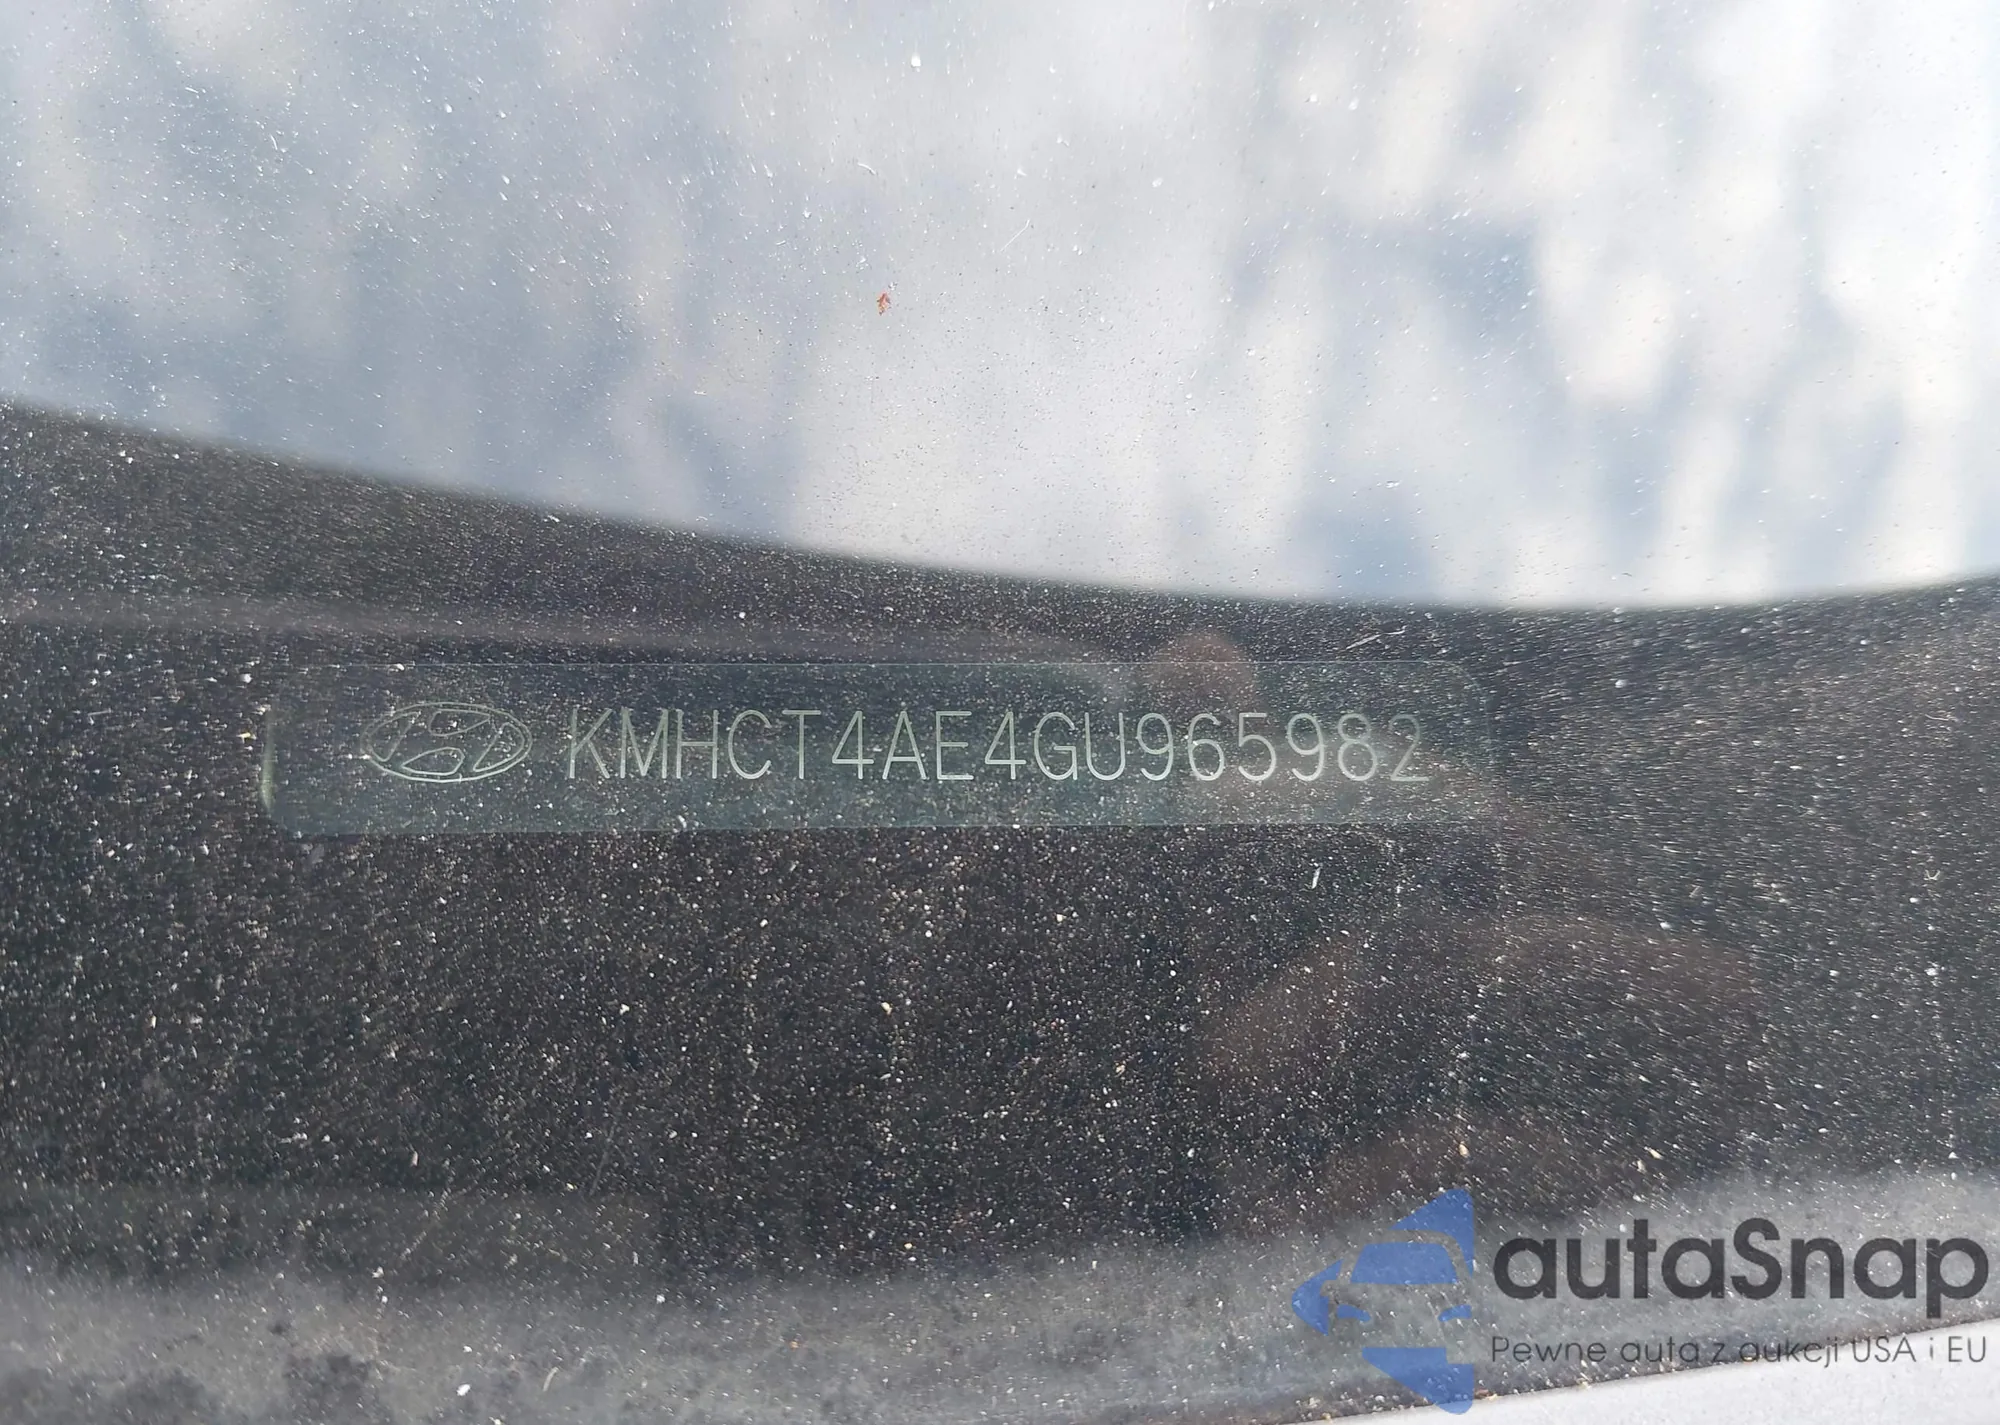 KMHCT4AE4GU965982
autaSnap
Pewne auta z aukcji USA i EU